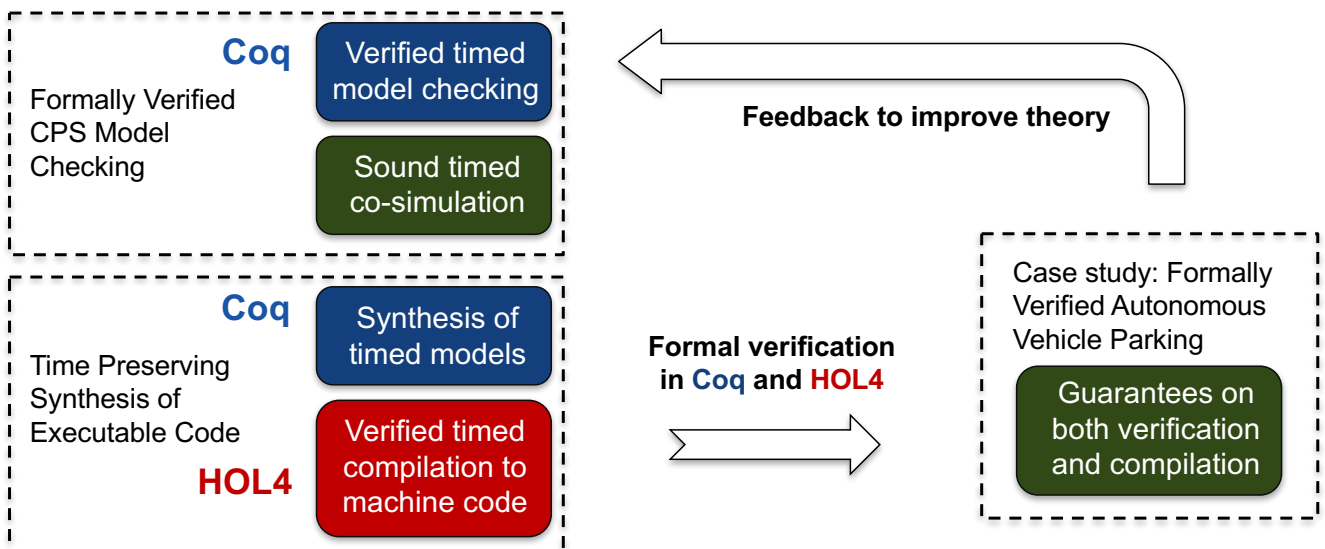 Coq
Formally Verified
CPS Model
Checking
Verified timed
model checking
Sound timed
co-simulation
Feedback to improve theory
Coq
Time Preserving
Synthesis of
Executable Code
HOL4
Synthesis of
timed models
Verified timed
compilation to
machine code
Formal verification
in Coq and HOL4
Case study: Formally
Verified Autonomous
Vehicle Parking
Guarantees on
both verification
and compilation